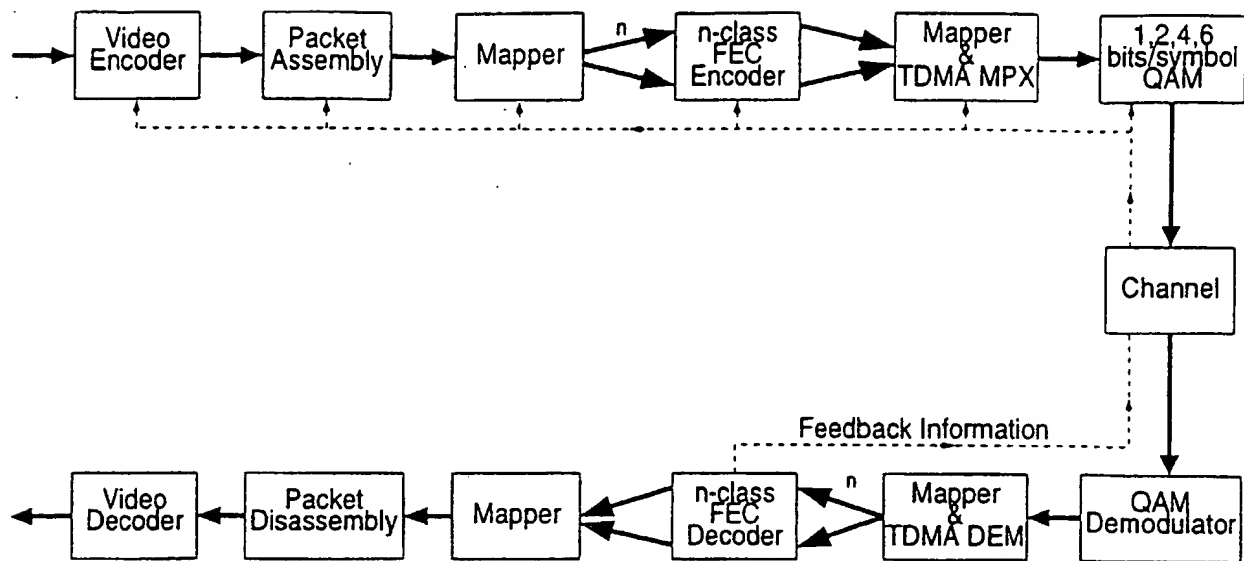 Video
Encoder
Packet
Assembly
Mapper
n
n-class
FEC
Encoder
Mapper
&
TDMA MPX
1,2,4,6
bits/symbol
QAM
Channel
Feedback Information
Video
Decoder
Packet
Disassembly
Mapper
n-class
FEC
Decoder
n
Mapper
&
TDMA DEM
QAM
Demodulator